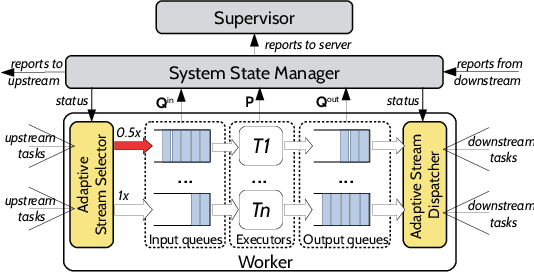 Supervisor
reports to server
reports to
upstream
System State Manager
reports from
downstream
status
Qin
P
Qout
status
upstream
tasks
0.5x
T1
downstream
tasks
Adaptive
Stream Selector
...
...
...
Adaptive Stream
Dispatcher
upstream
tasks
1x
Tn
downstream
tasks
Input queues
Executors
Output queues
Worker